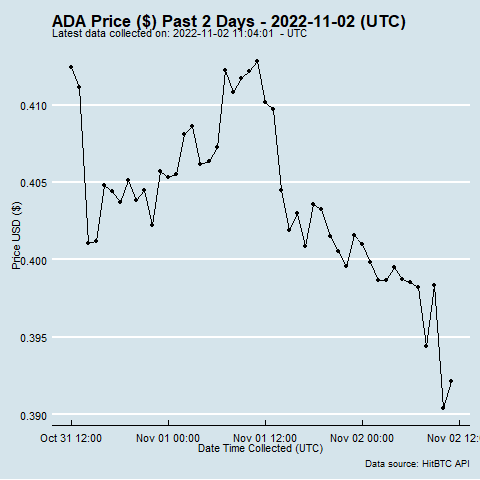 ADA Price ($) Past 2 Days - 2022-11-02 (UTC)
Latest data collected on: 2022-11-02 11:04:01 - UTC
0.410
0.405
0.400
0.395
0.390
Price USD ($)
Oct 31 12:00 Nov 01 00:00 Nov 01 12:00 Nov 02 00:00 Nov 02 12:
Date Time Collected (UTC)
Data source: HitBTC API